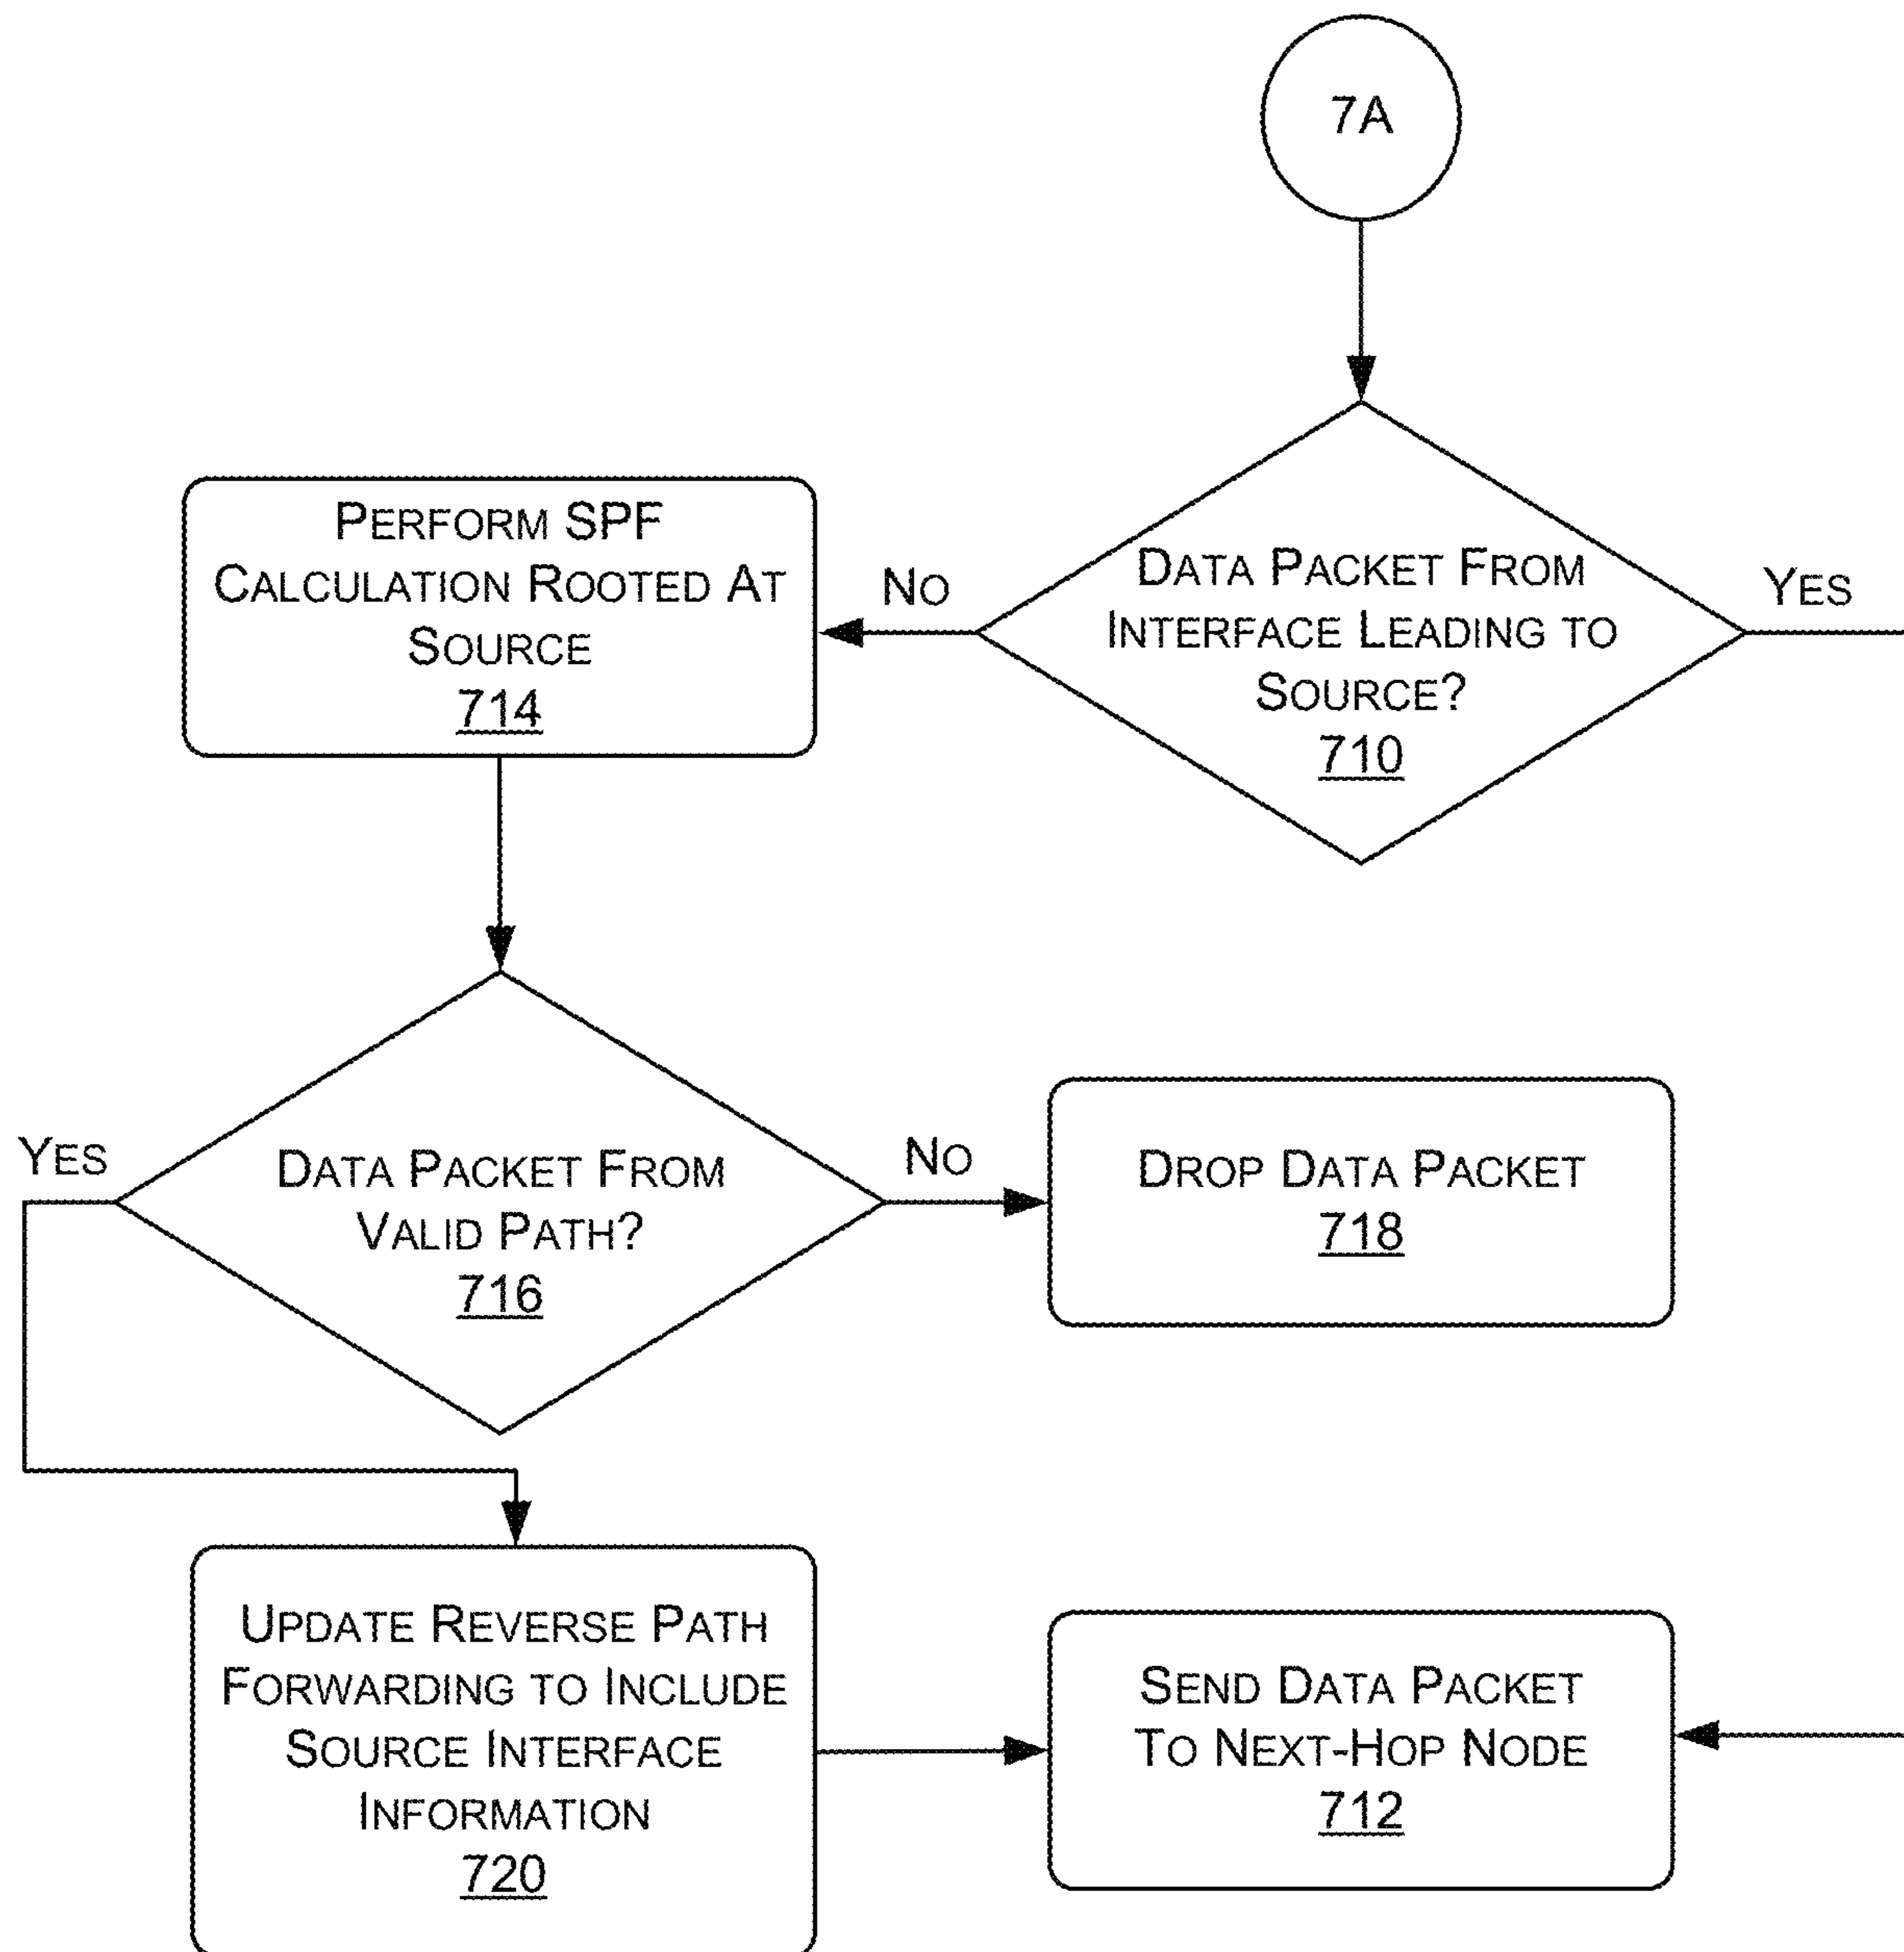 7A
DATA PACKET FROM
INTERFACE LEADING TO
SOURCE?
710
YES
NO
PERFORM SPF
CALCULATION ROOTED AT
SOURCE
714
DATA PACKET FROM
VALID PATH?
716
YES
NO
DROP DATA PACKET
718
UPDATE REVERSE PATH
FORWARDING TO INCLUDE
SOURCE INTERFACE
INFORMATION
720
SEND DATA PACKET
TO NEXT-HOP NODE
712